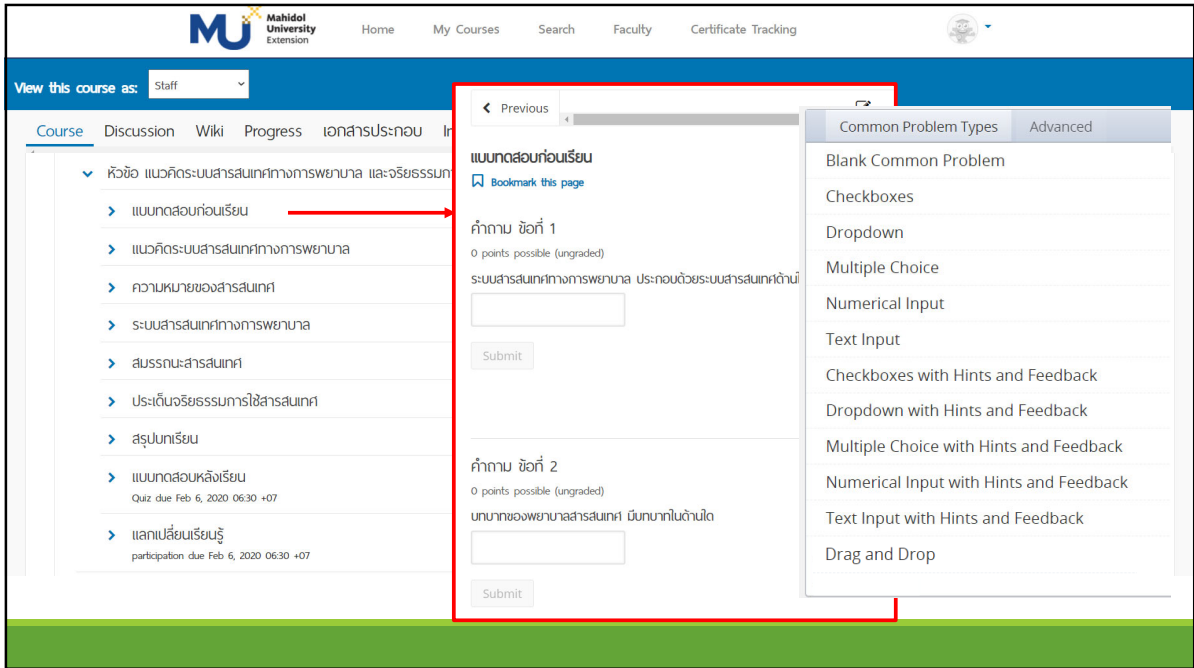 Mahidol
University
Extension
MU
Home My Courses Search Faculty Certificate Tracking
View this course as: Staff
Course Discussion Wiki Progress เอกสารประกอบ
หัวข้อ แนวคิดระบบสารสนเทศทางการพยาบาล และจริยธรรม
แบบทดสอบก่อนเรียน
แนวคิดระบบสารสนเทศทางการพยาบาล
ความหมายของสารสนเทศ
ระบบสารสนเทศทางการพยาบาล
สมรรถนะสารสนเทศ
ประเด็นจริยธรรมการใช้สารสนเทศ
สรุปบทเรียน
แบบทดสอบหลังเรียน
Quiz due Feb 6, 2020 06:30 +07
แลกเปลี่ยนเรียนรู้
participation due Feb 6, 2020 06:30 +07
Previous
แบบทดสอบก่อนเรียน
Bookmark this page
คำถาม ข้อที่ 1
0 points possible (ungraded)
ระบบสารสนเทศทางการพยาบาล ประกอบด้วยระบบสารสนเทศด้าน
Submit
คำถาม ข้อที่ 2
0 points possible (ungraded)
บทบาทของพยาบาลสารสนเทศ มีบทบาทในด้านใด
Submit
Common Problem Types Advanced
Blank Common Problem
Checkboxes
Dropdown
Multiple Choice
Numerical Input
Text Input
Checkboxes with Hints and Feedback
Dropdown with Hints and Feedback
Multiple Choice with Hints and Feedback
Numerical Input with Hints and Feedback
Text Input with Hints and Feedback
Drag and Drop